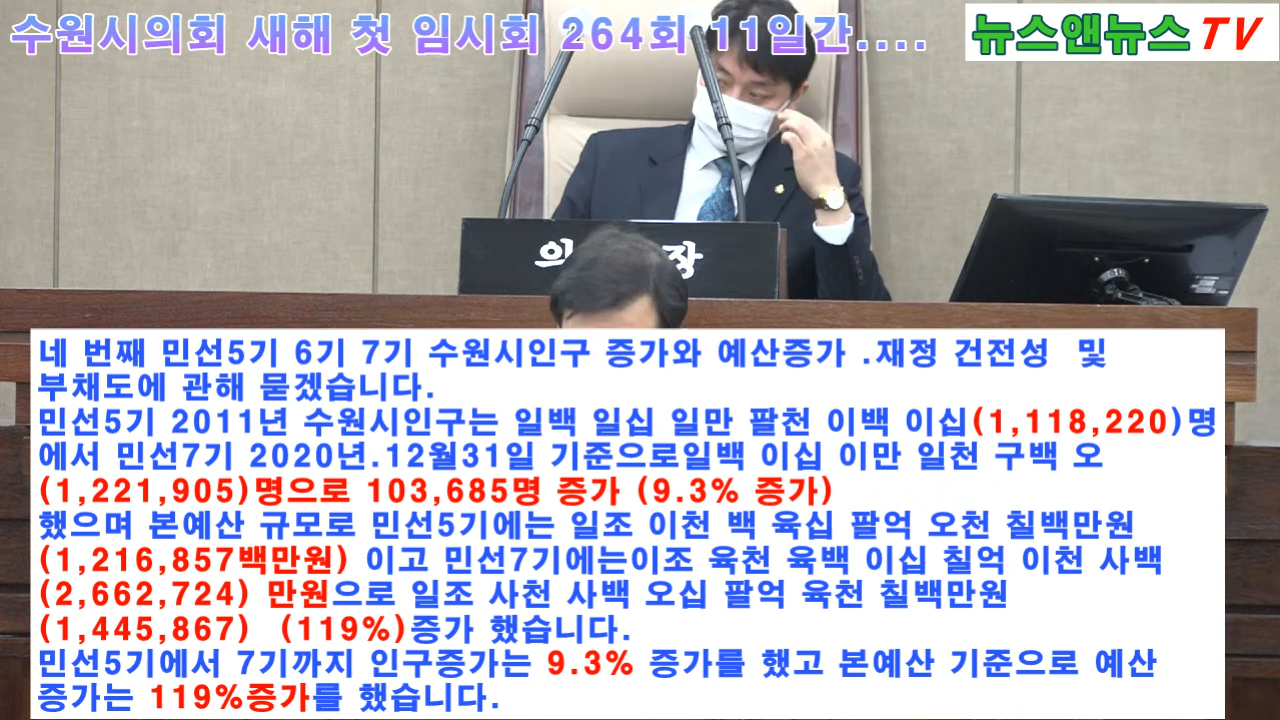 수원시의회 새해 첫 임시회 264회 11일간....
뉴스앤뉴스TV
의 장
네 번째 민선5기 6기 7기 수원시인구 증가와 예산증가 .재정 건전성 및
부채도에 관해 묻겠습니다.
민선5기 2011년 수원시인구는 일백 일십 일만 팔천 이백 이십(1,118,220)명
에서 민선7기 2020년.12월31일 기준으로일백 이십 이만 일천 구백 오
(1,221,905)명으로 103,685명 증가 (9.3% 증가)
했으며 본예산 규모로 민선5기에는 일조 이천 백 육십 팔억 오천 칠백만원
(1,216,857백만원) 이고 민선7기에는이조 육천 육백 이십 칠억 이천 사백
(2,662,724) 만원으로 일조 사천 사백 오십 팔억 육천 칠백만원
(1,445,867) (119%)증가 했습니다.
민선5기에서 7기까지 인구증가는 9.3% 증가를 했고 본예산 기준으로 예산
증가는 119%증가를 했습니다.